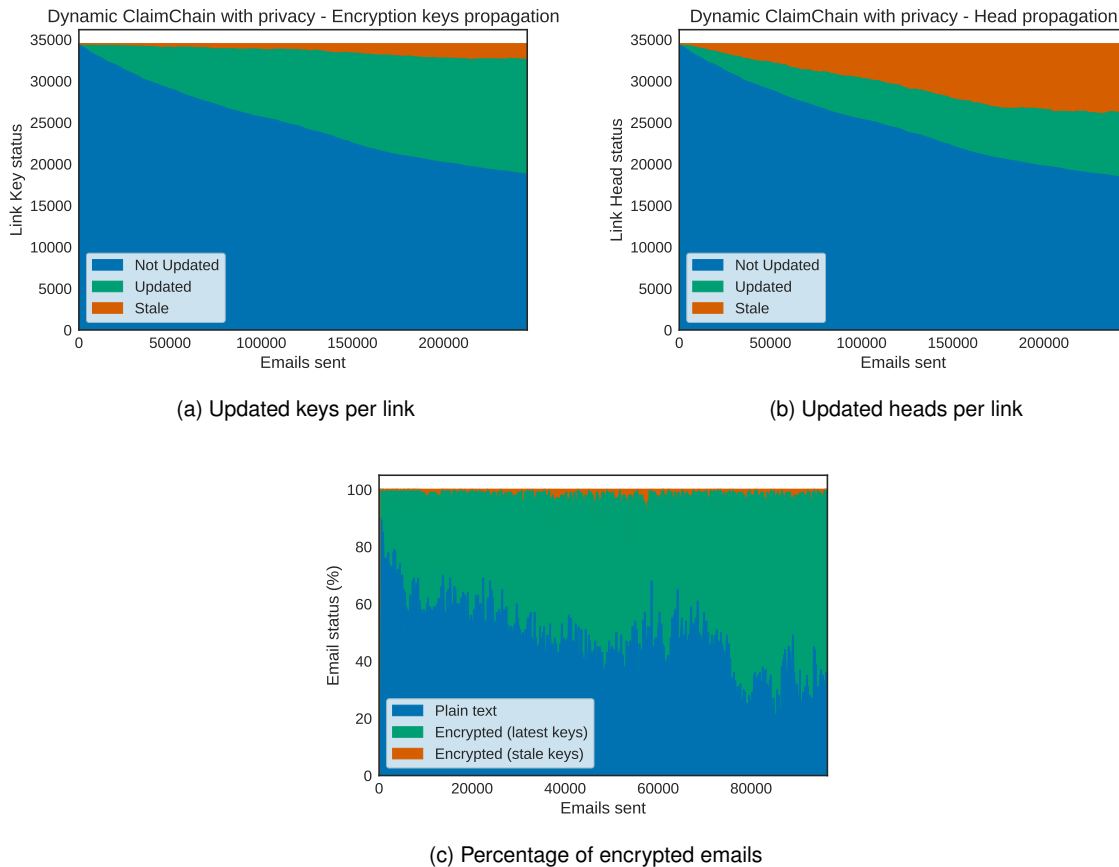 Dynamic ClaimChain with privacy - Encryption keys propagation
35000
30000
25000
20000
15000
10000
5000
0
Link Key status
Not Updated
Updated
Stale
0 50000 100000 150000 200000
Emails sent
(a) Updated keys per link
Dynamic ClaimChain with privacy - Head propagation
35000
30000
25000
20000
15000
10000
5000
0
Link Head status
Not Updated
Updated
Stale
0 50000 100000 150000 200000
Emails sent
(b) Updated heads per link
100
80
60
40
20
0
Email status (%)
Plain text
Encrypted (latest keys)
Encrypted (stale keys)
0 20000 40000 60000 80000
Emails sent
(c) Percentage of encrypted emails